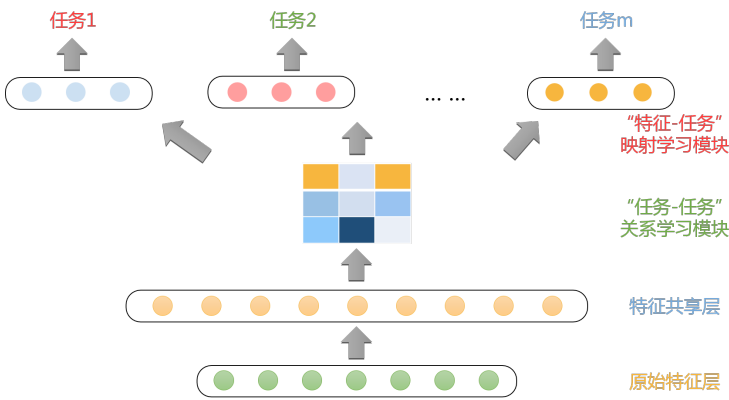 任务1
任务2
任务m
... ...
“特征-任务”
映射学习模块
“任务-任务”
关系学习模块
特征共享层
原始特征层